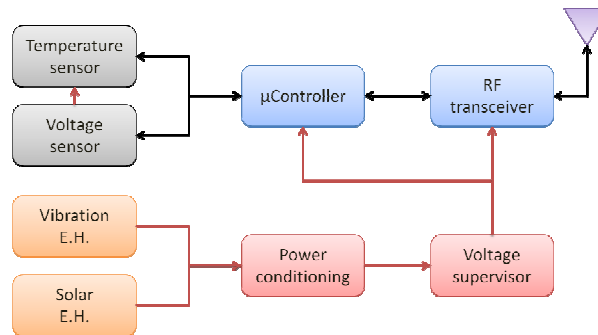 Temperature
sensor
Voltage
sensor
µController
RF
transceiver
Vibration
E.H.
Solar
E.H.
Power
conditioning
Voltage
supervisor